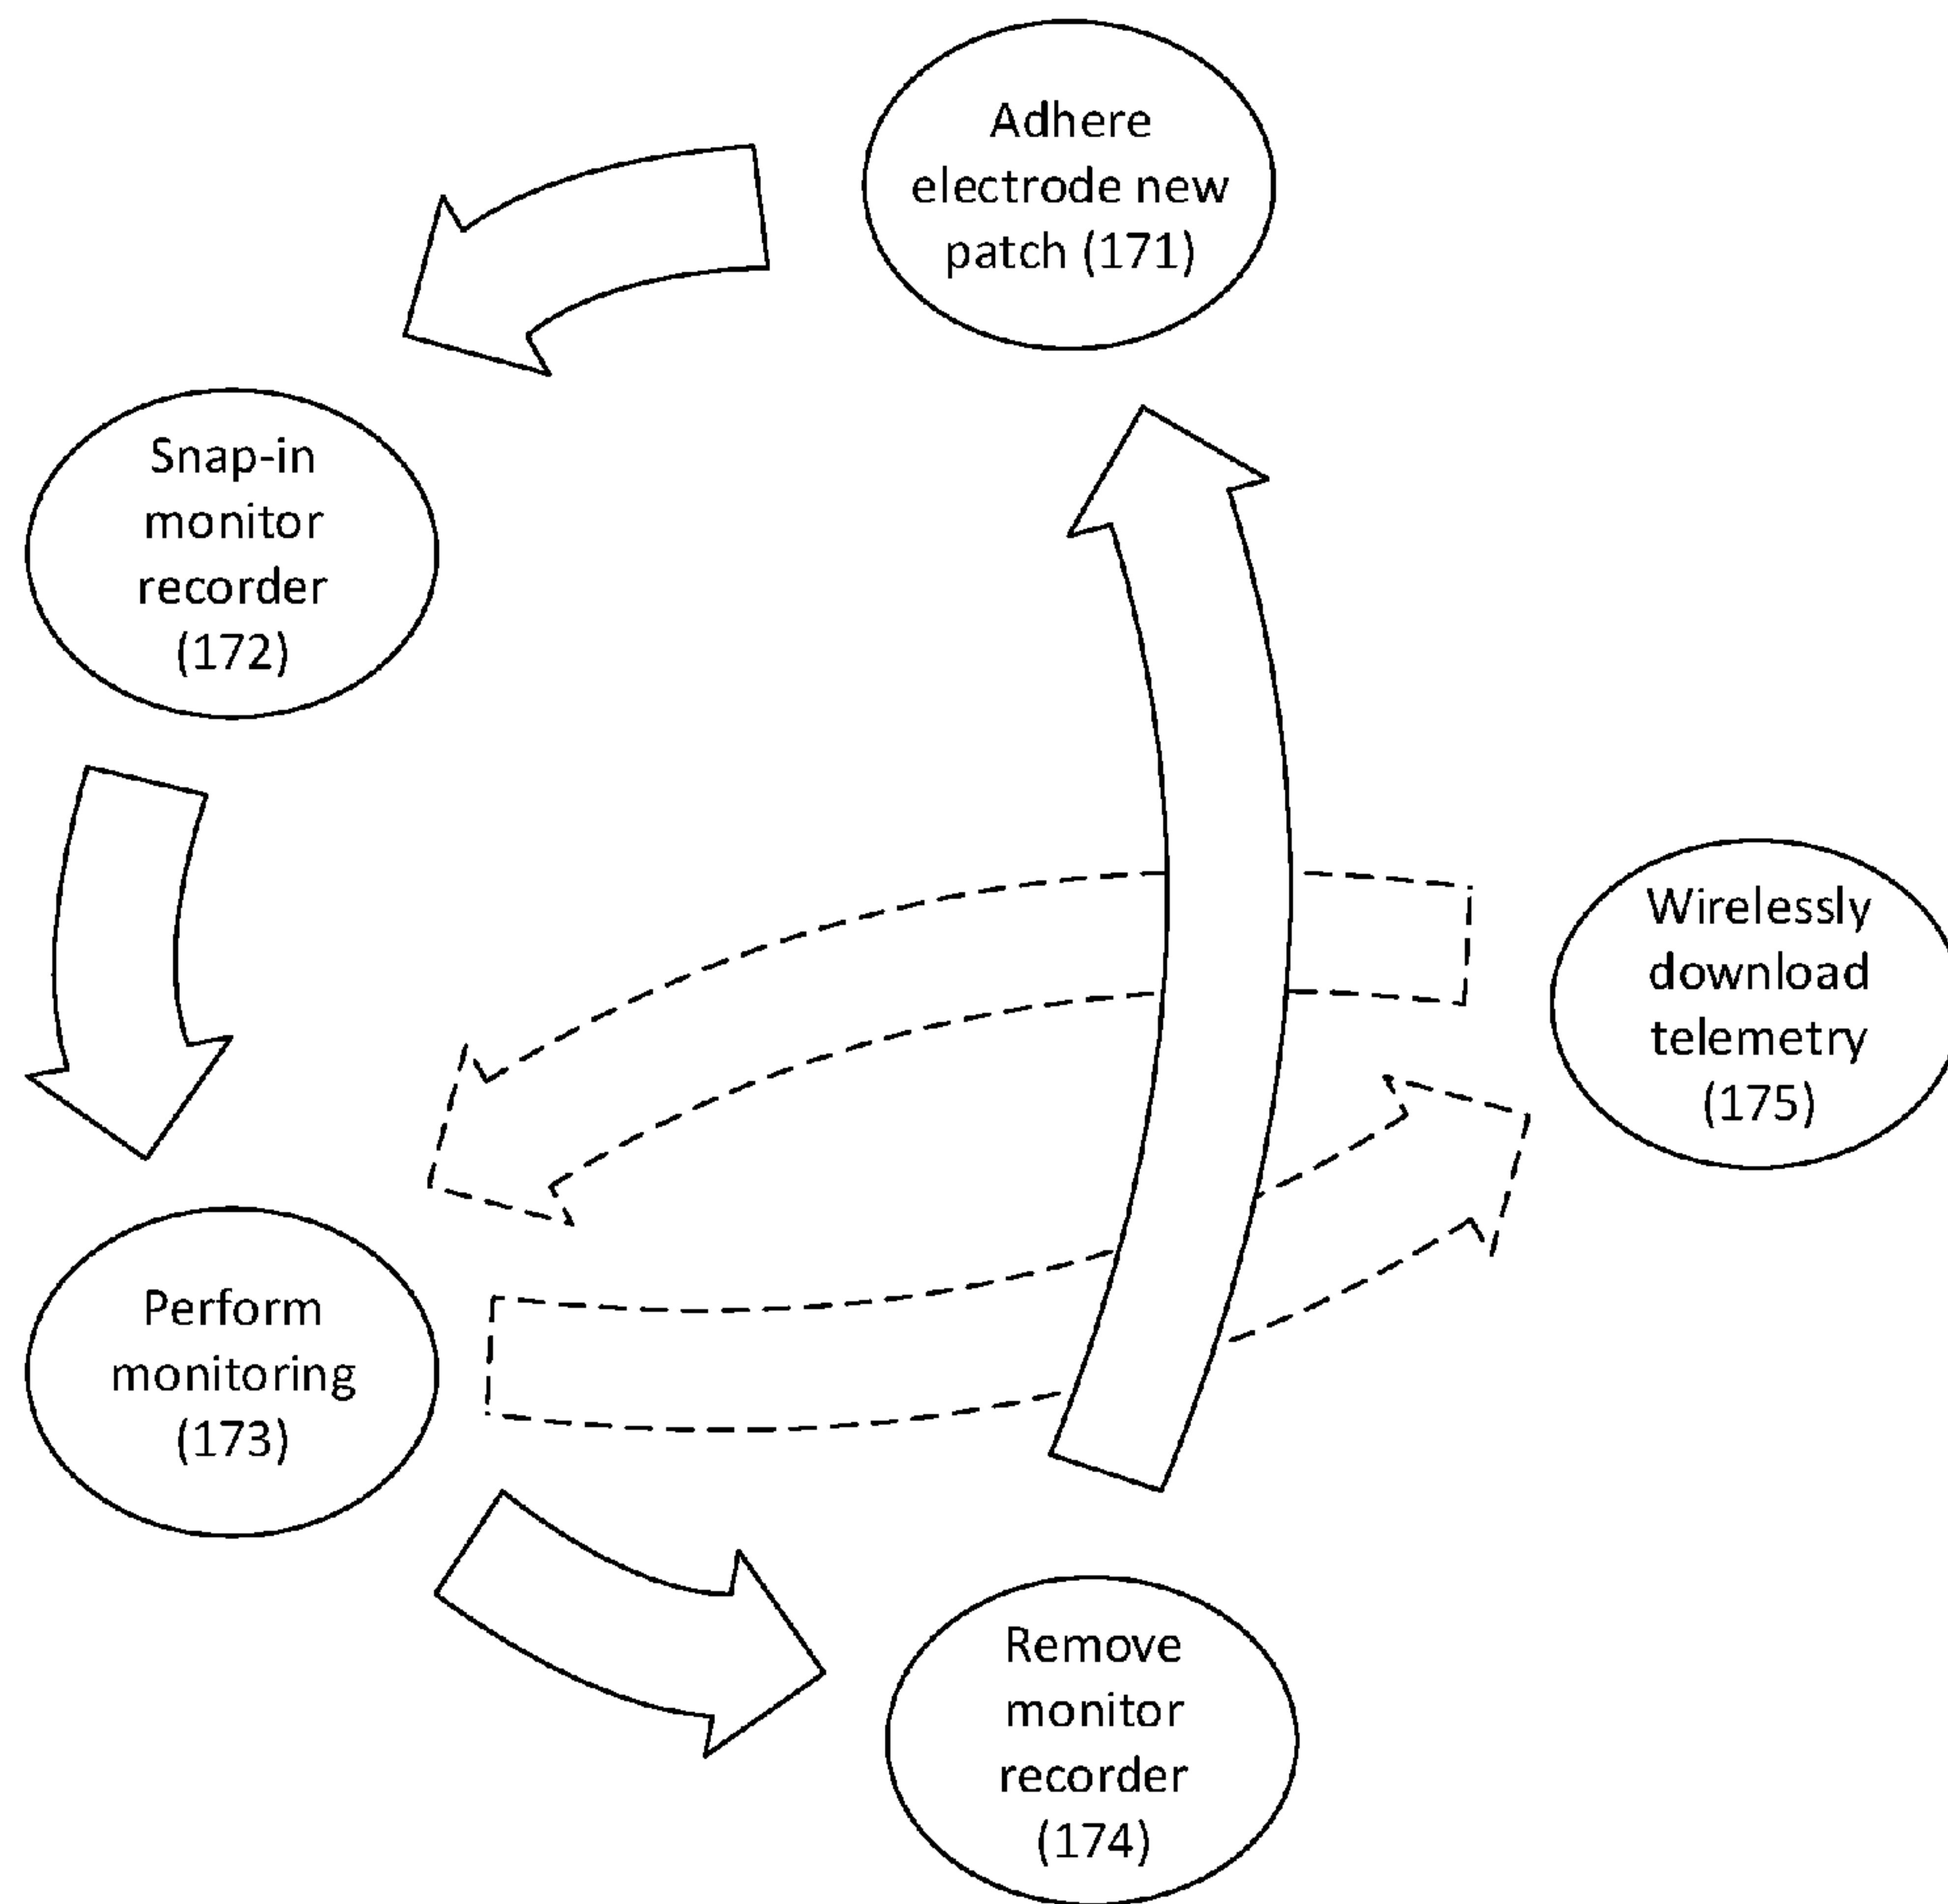 Adhere
electrode new
patch (171)
Snap-in
monitor
recorder
(172)
Wirelessly
download
telemetry
(175)
Perform
monitoring
(173)
Remove
monitor
recorder
(174)